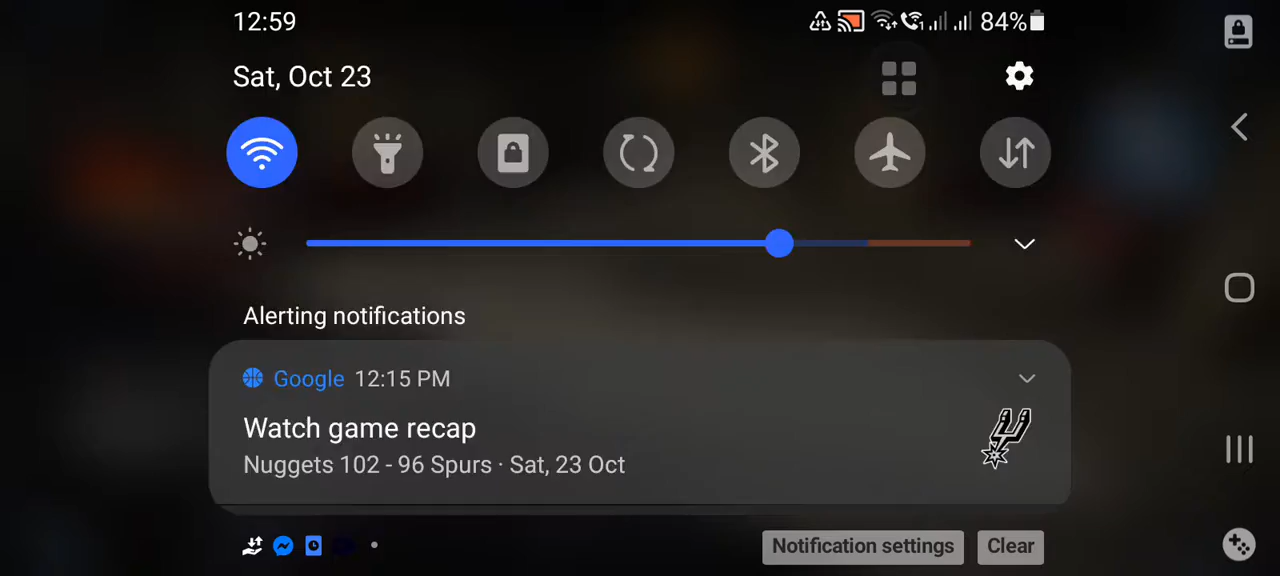 12:59
84%
Sat, Oct 23
Alerting notifications
Google 12:15 PM
Watch game recap
Nuggets 102 - 96 Spurs · Sat, 23 Oct
Notification settings
Clear